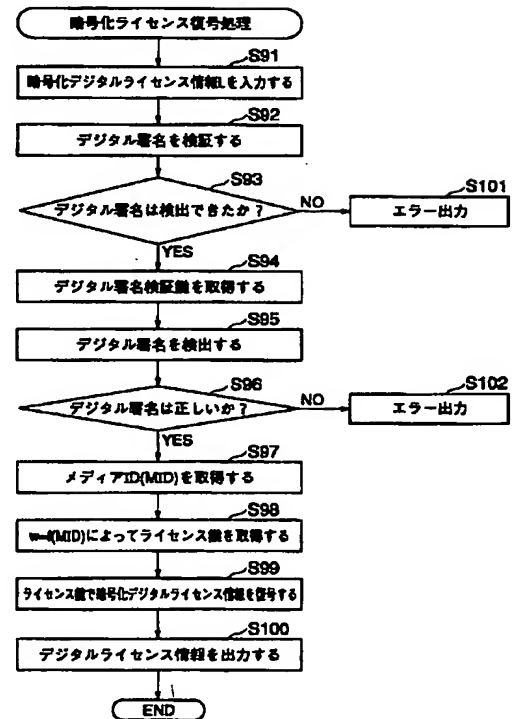 暗号化ライセンス復号処理
S91
暗号化デジタルライセンス情報Lを入力する
S92
デジタル署名を検証する
S93
デジタル署名は検出できたか？
NO
S101
エラー出力
YES
S94
デジタル署名検証鍵を取得する
S95
デジタル署名を検出する
S96
デジタル署名は正しいか？
NO
S102
エラー出力
YES
S97
メディアID(MID)を取得する
S98
w=f(MID)によってライセンス鍵を取得する
S99
ライセンス鍵で暗号化デジタルライセンス情報を復号する
S100
デジタルライセンス情報を出力する
END